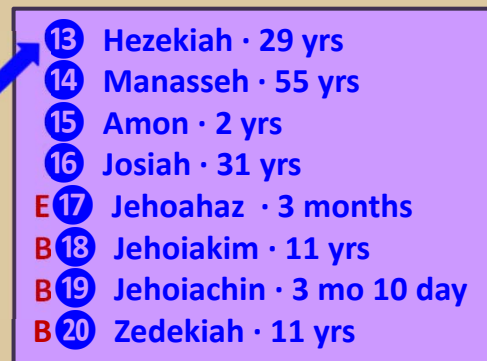 ⓭ Hezekiah · 29 yrs
⓮ Manasseh · 55 yrs
⓯ Amon · 2 yrs
⓰ Josiah · 31 yrs
E⓱ Jehoahaz · 3 months
B⓲ Jehoiakim · 11 yrs
B⓳ Jehoiachin · 3 mo 10 day
B⓴ Zedekiah · 11 yrs